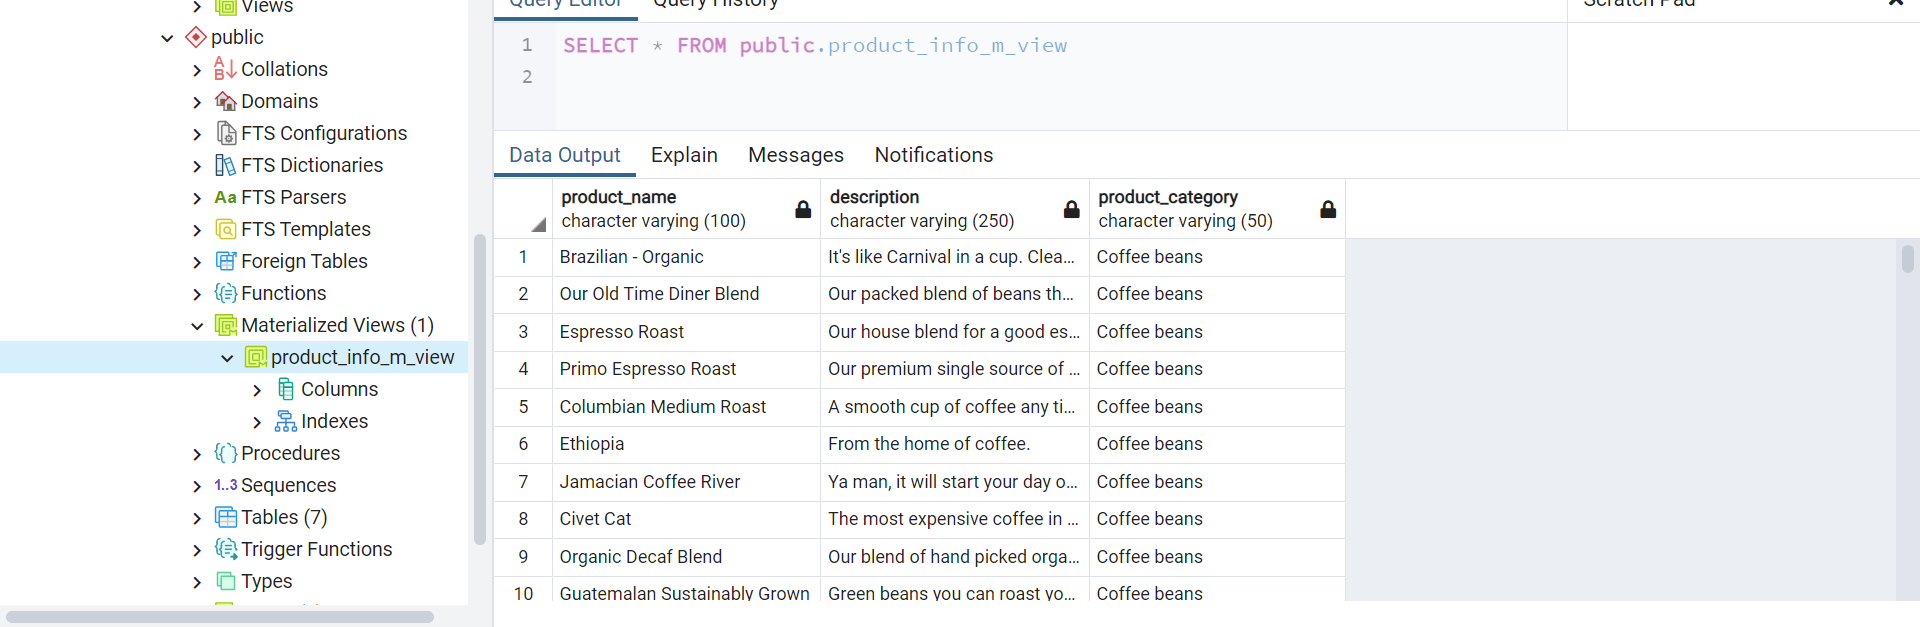 Views
public
Collations
Domains
FTS Configurations
FTS Dictionaries
Aa FTS Parsers
FTS Templates
Foreign Tables
Functions
Materialized Views (1)
product_info_m_view
Columns
Indexes
Procedures
1..3 Sequences
Tables (7)
Trigger Functions
Types
Query Editor Query History
Scratch Pad
1 SELECT * FROM public.product_info_m_view
2
Data Output Explain Messages Notifications
product_name description product_category
character varying (100) character varying (250) character varying (50)
1 Brazilian - Organic It's like Carnival in a cup. Clea... Coffee beans
2 Our Old Time Diner Blend Our packed blend of beans th... Coffee beans
3 Espresso Roast Our house blend for a good es... Coffee beans
4 Primo Espresso Roast Our premium single source of ... Coffee beans
5 Columbian Medium Roast A smooth cup of coffee any ti... Coffee beans
6 Ethiopia From the home of coffee. Coffee beans
7 Jamacian Coffee River Ya man, it will start your day o... Coffee beans
8 Civet Cat The most expensive coffee in ... Coffee beans
9 Organic Decaf Blend Our blend of hand picked orga... Coffee beans
10 Guatemalan Sustainably Grown Green beans you can roast yo... Coffee beans